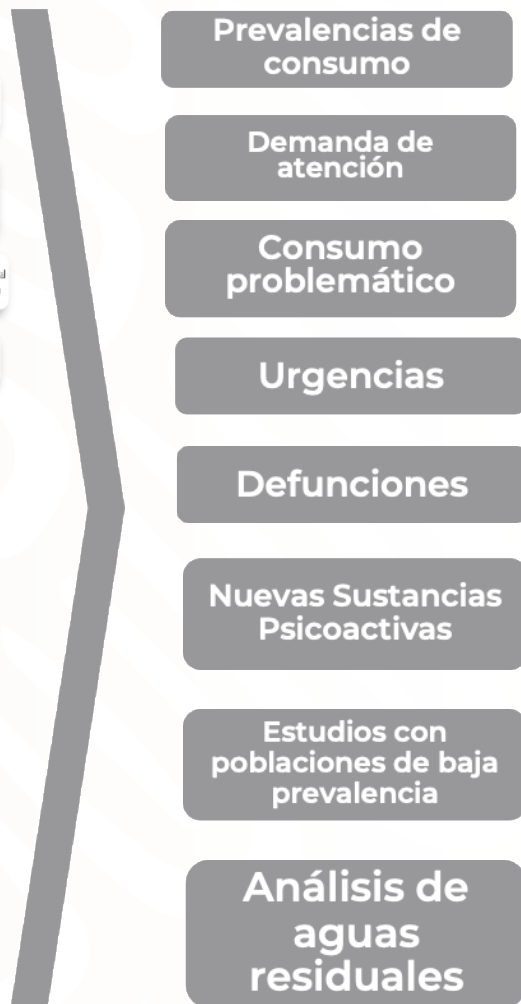 Prevalencias de
consumo
Demanda de
atención
Consumo
problemático
Urgencias
Defunciones
Nuevas Sustancias
Psicoactivas
Estudios con
poblaciones de baja
prevalencia
Análisis de
aguas
residuales